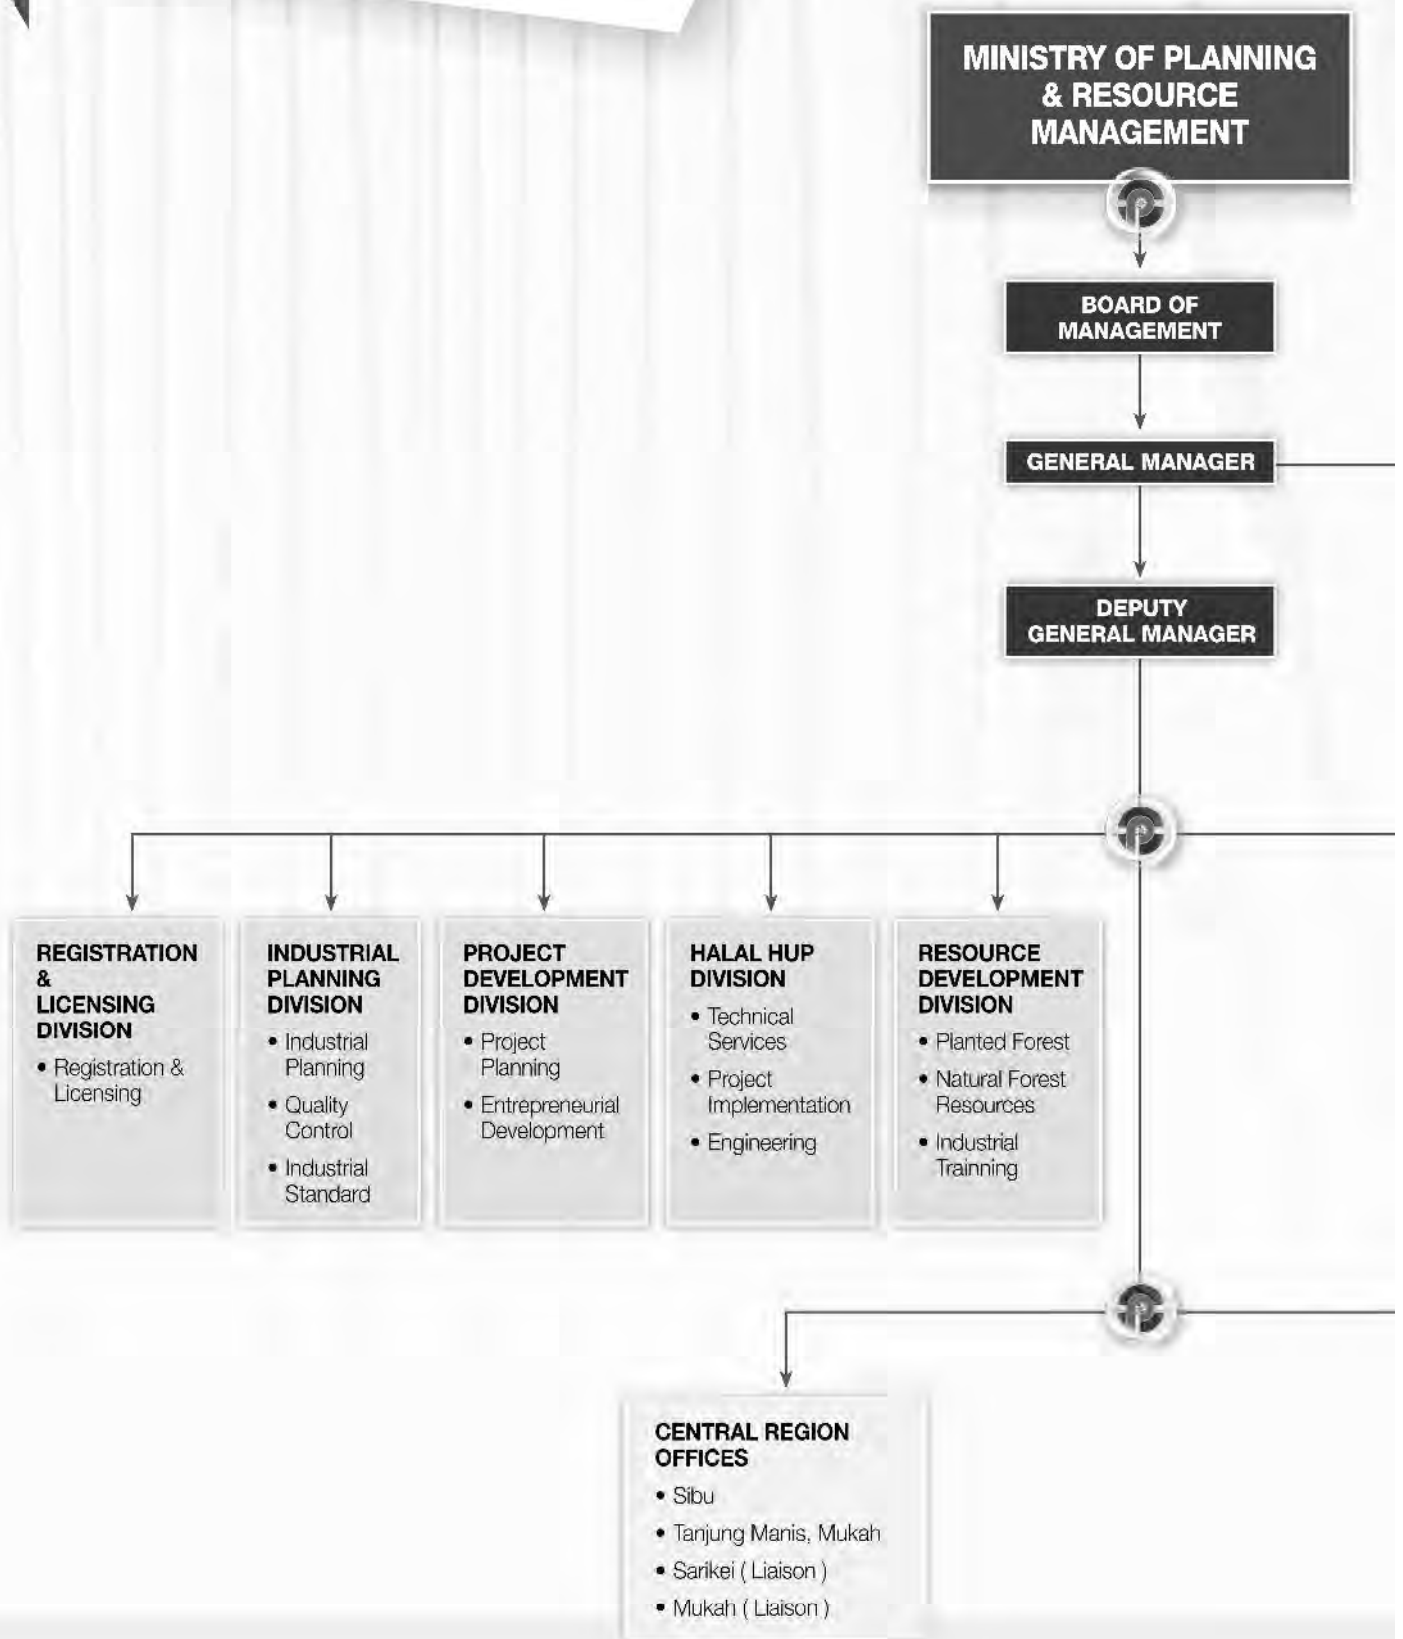 MINISTRY OF PLANNING
& RESOURCE
MANAGEMENT
BOARD OF
MANAGEMENT
GENERAL MANAGER
DEPUTY
GENERAL MANAGER
REGISTRATION
&
LICENSING
DIVISION
• Registration &
Licensing
INDUSTRIAL
PLANNING
DIVISION
• Industrial
Planning
• Quality
Control
• Industrial
Standard
PROJECT
DEVELOPMENT
DIVISION
• Project
Planning
• Entrepreneurial
Development
HALAL HUP
DIVISION
• Technical
Services
• Project
Implementation
• Engineering
RESOURCE
DEVELOPMENT
DIVISION
• Planted Forest
• Natural Forest
Resources
• Industrial
Trainning
CENTRAL REGION
OFFICES
• Sibu
• Tanjung Manis, Mukah
• Sarikei ( Liaison )
• Mukah ( Liaison )